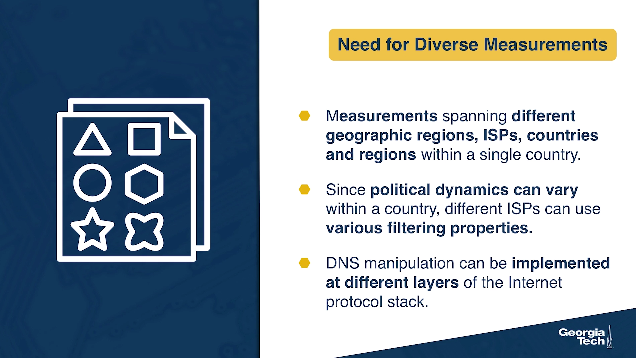 Need for Diverse Measurements
Measurements spanning different
geographic regions, ISPs, countries
and regions within a single country.
Since political dynamics can vary
within a country, different ISPs can use
various filtering properties.
DNS manipulation can be implemented
at different layers of the Internet
protocol stack.
Georgia
Tech